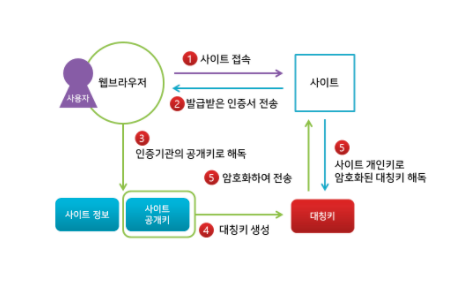 1 사이트 접속
웹브라우저
사이트
사용자
2 발급받은 인증서 전송
3
인증기관의 공개키로 해독
5
사이트 개인키로
암호화된 대칭키 해독
5 암호화하여 전송
사이트 정보
사이트
공개키
대칭키
4 대칭키 생성